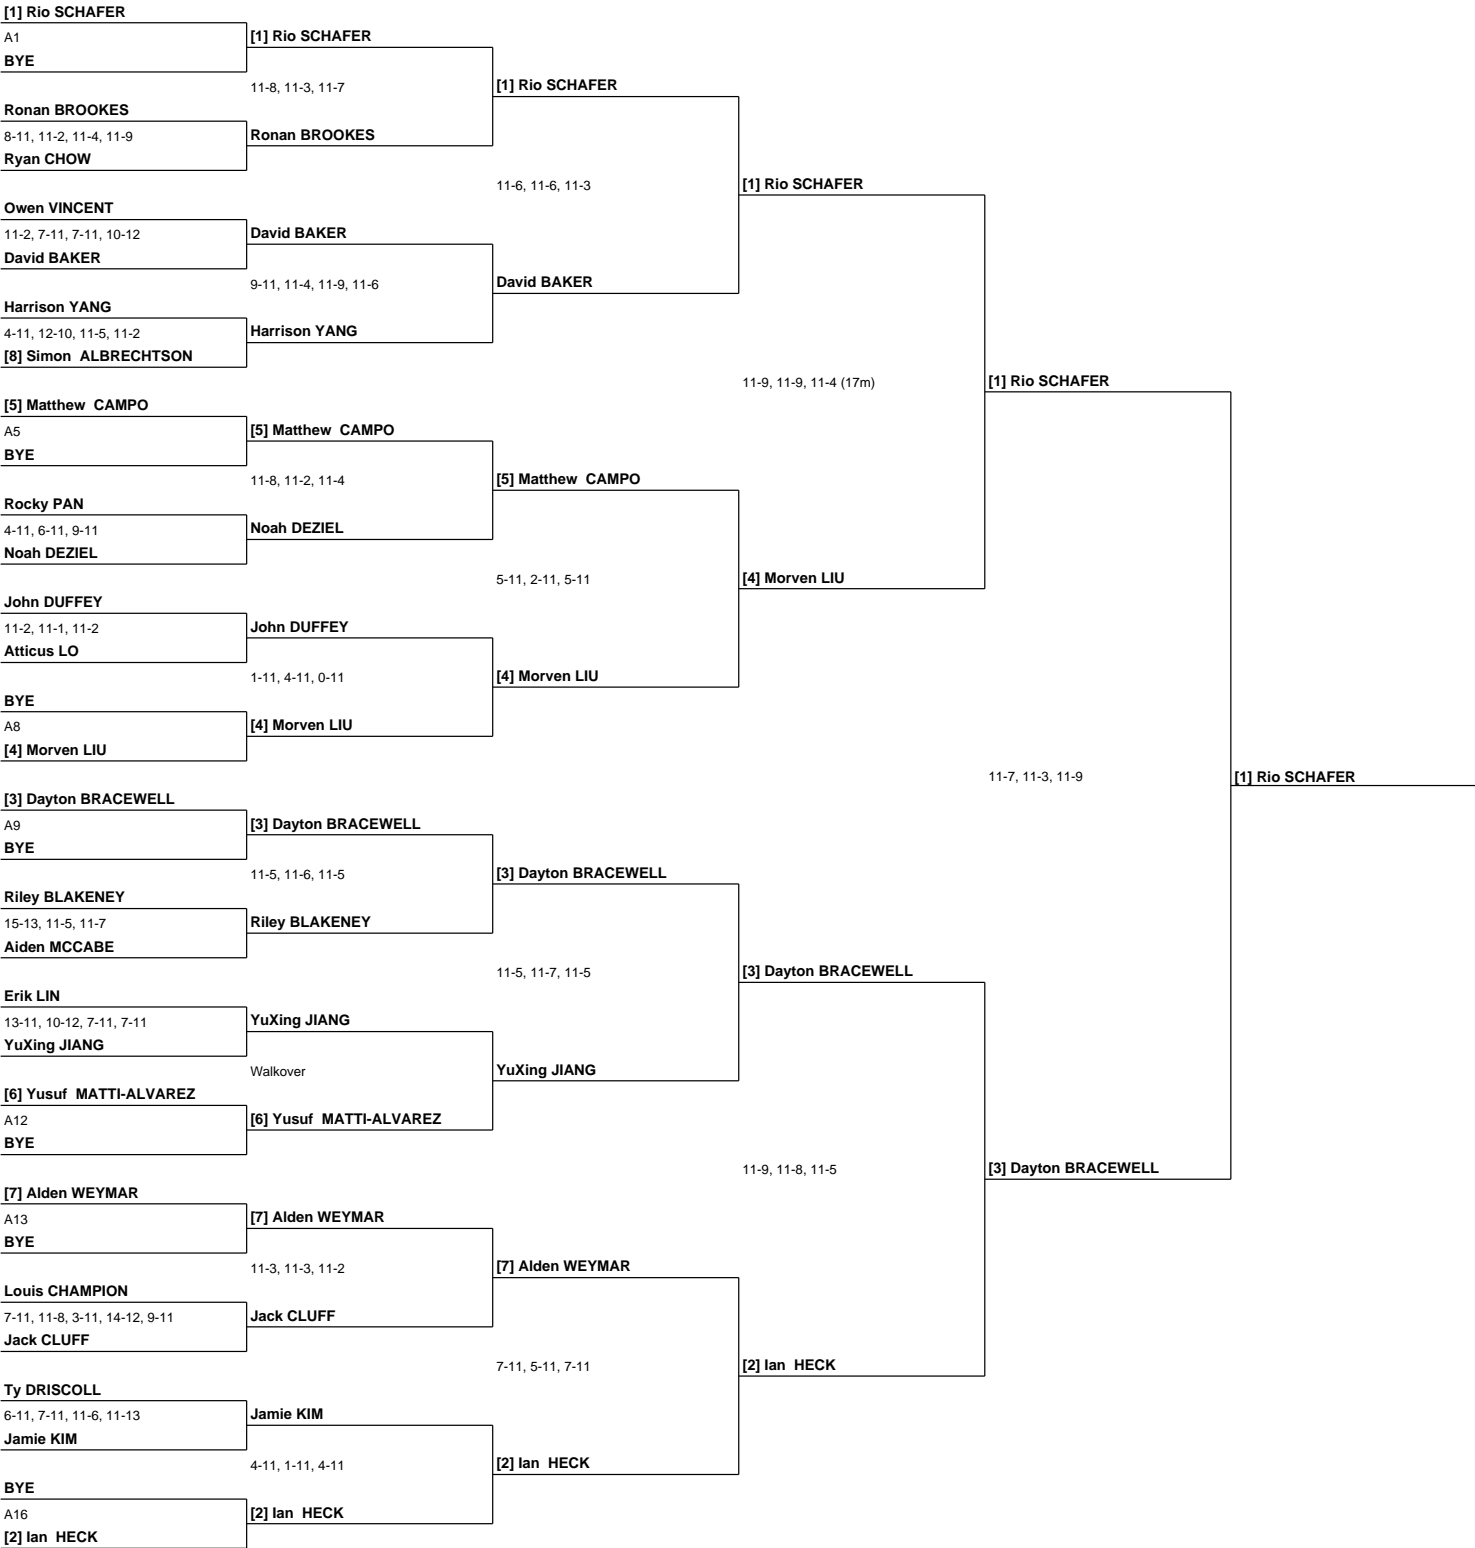 [1] Rio SCHAFER
A1
BYE
Ronan BROOKES
8-11, 11-2, 11-4, 11-9
Ryan CHOW
Owen VINCENT
11-2, 7-11, 7-11, 10-12
David BAKER
Harrison YANG
4-11, 12-10, 11-5, 11-2
[8] Simon ALBRECHTSON
[5] Matthew CAMPO
A5
BYE
Rocky PAN
4-11, 6-11, 9-11
Noah DEZIEL
John DUFFEY
11-2, 11-1, 11-2
Atticus LO
BYE
A8
[4] Morven LIU
[3] Dayton BRACEWELL
A9
BYE
Riley BLAKENEY
15-13, 11-5, 11-7
Aiden MCCABE
Erik LIN
13-11, 10-12, 7-11, 7-11
YuXing JIANG
[6] Yusuf MATTI-ALVAREZ
A12
BYE
[7] Alden WEYMAR
A13
BYE
Louis CHAMPION
7-11, 11-8, 3-11, 14-12, 9-11
Jack CLUFF
Ty DRISCOLL
6-11, 7-11, 11-6, 11-13
Jamie KIM
BYE
A16
[2] Ian HECK
[1] Rio SCHAFER
11-8, 11-3, 11-7
Ronan BROOKES
David BAKER
9-11, 11-4, 11-9, 11-6
Harrison YANG
[5] Matthew CAMPO
11-8, 11-2, 11-4
Noah DEZIEL
John DUFFEY
1-11, 4-11, 0-11
[4] Morven LIU
[3] Dayton BRACEWELL
11-5, 11-6, 11-5
Riley BLAKENEY
YuXing JIANG
Walkover
[6] Yusuf MATTI-ALVAREZ
[7] Alden WEYMAR
11-3, 11-3, 11-2
Jack CLUFF
Jamie KIM
4-11, 1-11, 4-11
[2] Ian HECK
[1] Rio SCHAFER
11-6, 11-6, 11-3
David BAKER
[5] Matthew CAMPO
5-11, 2-11, 5-11
[4] Morven LIU
[3] Dayton BRACEWELL
11-5, 11-7, 11-5
YuXing JIANG
[7] Alden WEYMAR
7-11, 5-11, 7-11
[2] Ian HECK
[1] Rio SCHAFER
11-9, 11-9, 11-4 (17m)
[4] Morven LIU
[3] Dayton BRACEWELL
11-9, 11-8, 11-5
[2] Ian HECK
[1] Rio SCHAFER
11-7, 11-3, 11-9
[3] Dayton BRACEWELL
[1] Rio SCHAFER